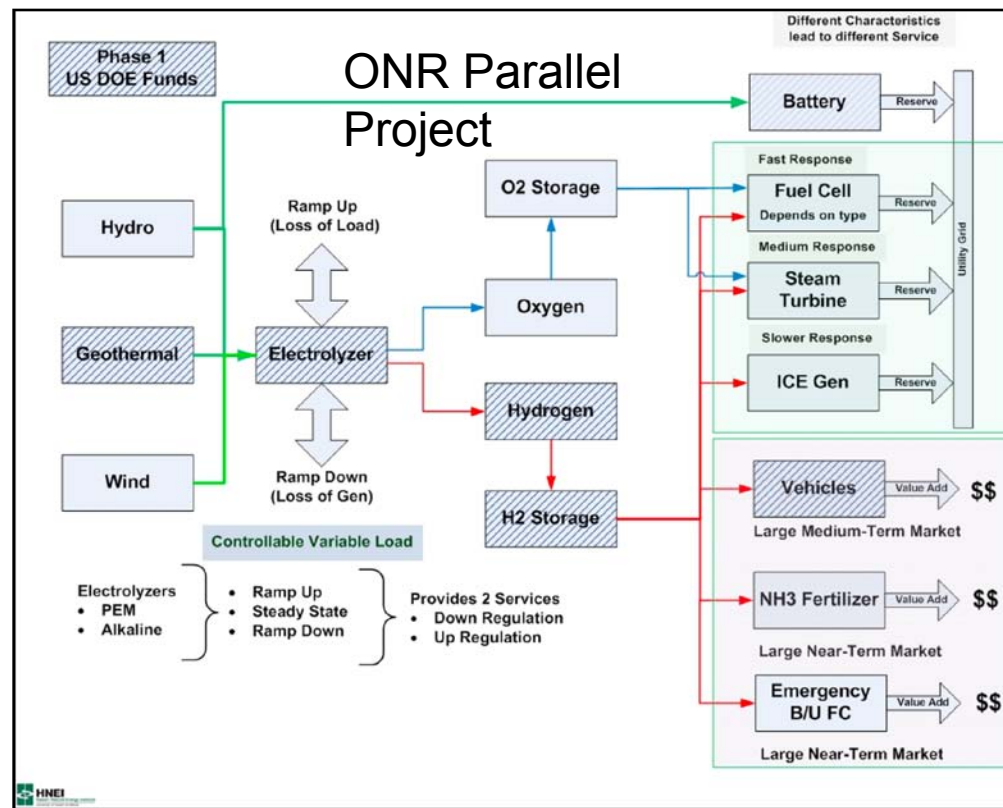 Different Characteristics
lead to different Service
Phase 1
US DOE Funds
ONR Parallel
Project
Battery
Reserve
Fast Response
O2 Storage
Fuel Cell
Depends on type
Reserve
Utility Grid
Hydro
Ramp Up
(Loss of Load)
Medium Response
Steam
Turbine
Reserve
Oxygen
Geothermal
Electrolyzer
Slower Response
ICE Gen
Reserve
Hydrogen
Wind
Ramp Down
(Loss of Gen)
H2 Storage
Vehicles
Value Add
$$
Large Medium-Term Market
Controllable Variable Load
Electrolyzers
• PEM
• Alkaline
• Ramp Up
• Steady State
• Ramp Down
Provides 2 Services
• Down Regulation
• Up Regulation
NH3 Fertilizer
Value Add
$$
Large Near-Term Market
Emergency
B/U FC
Value Add
$$
Large Near-Term Market
HNEI